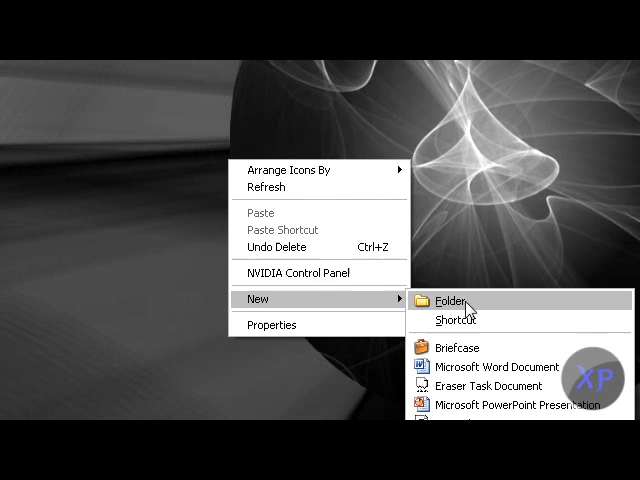 Arrange Icons By
Refresh
Paste
Paste Shortcut
Undo Delete Ctrl+Z
NVIDIA Control Panel
New
Properties
Folder
Shortcut
Briefcase
Microsoft Word Document
Eraser Task Document
Microsoft PowerPoint Presentation
XP